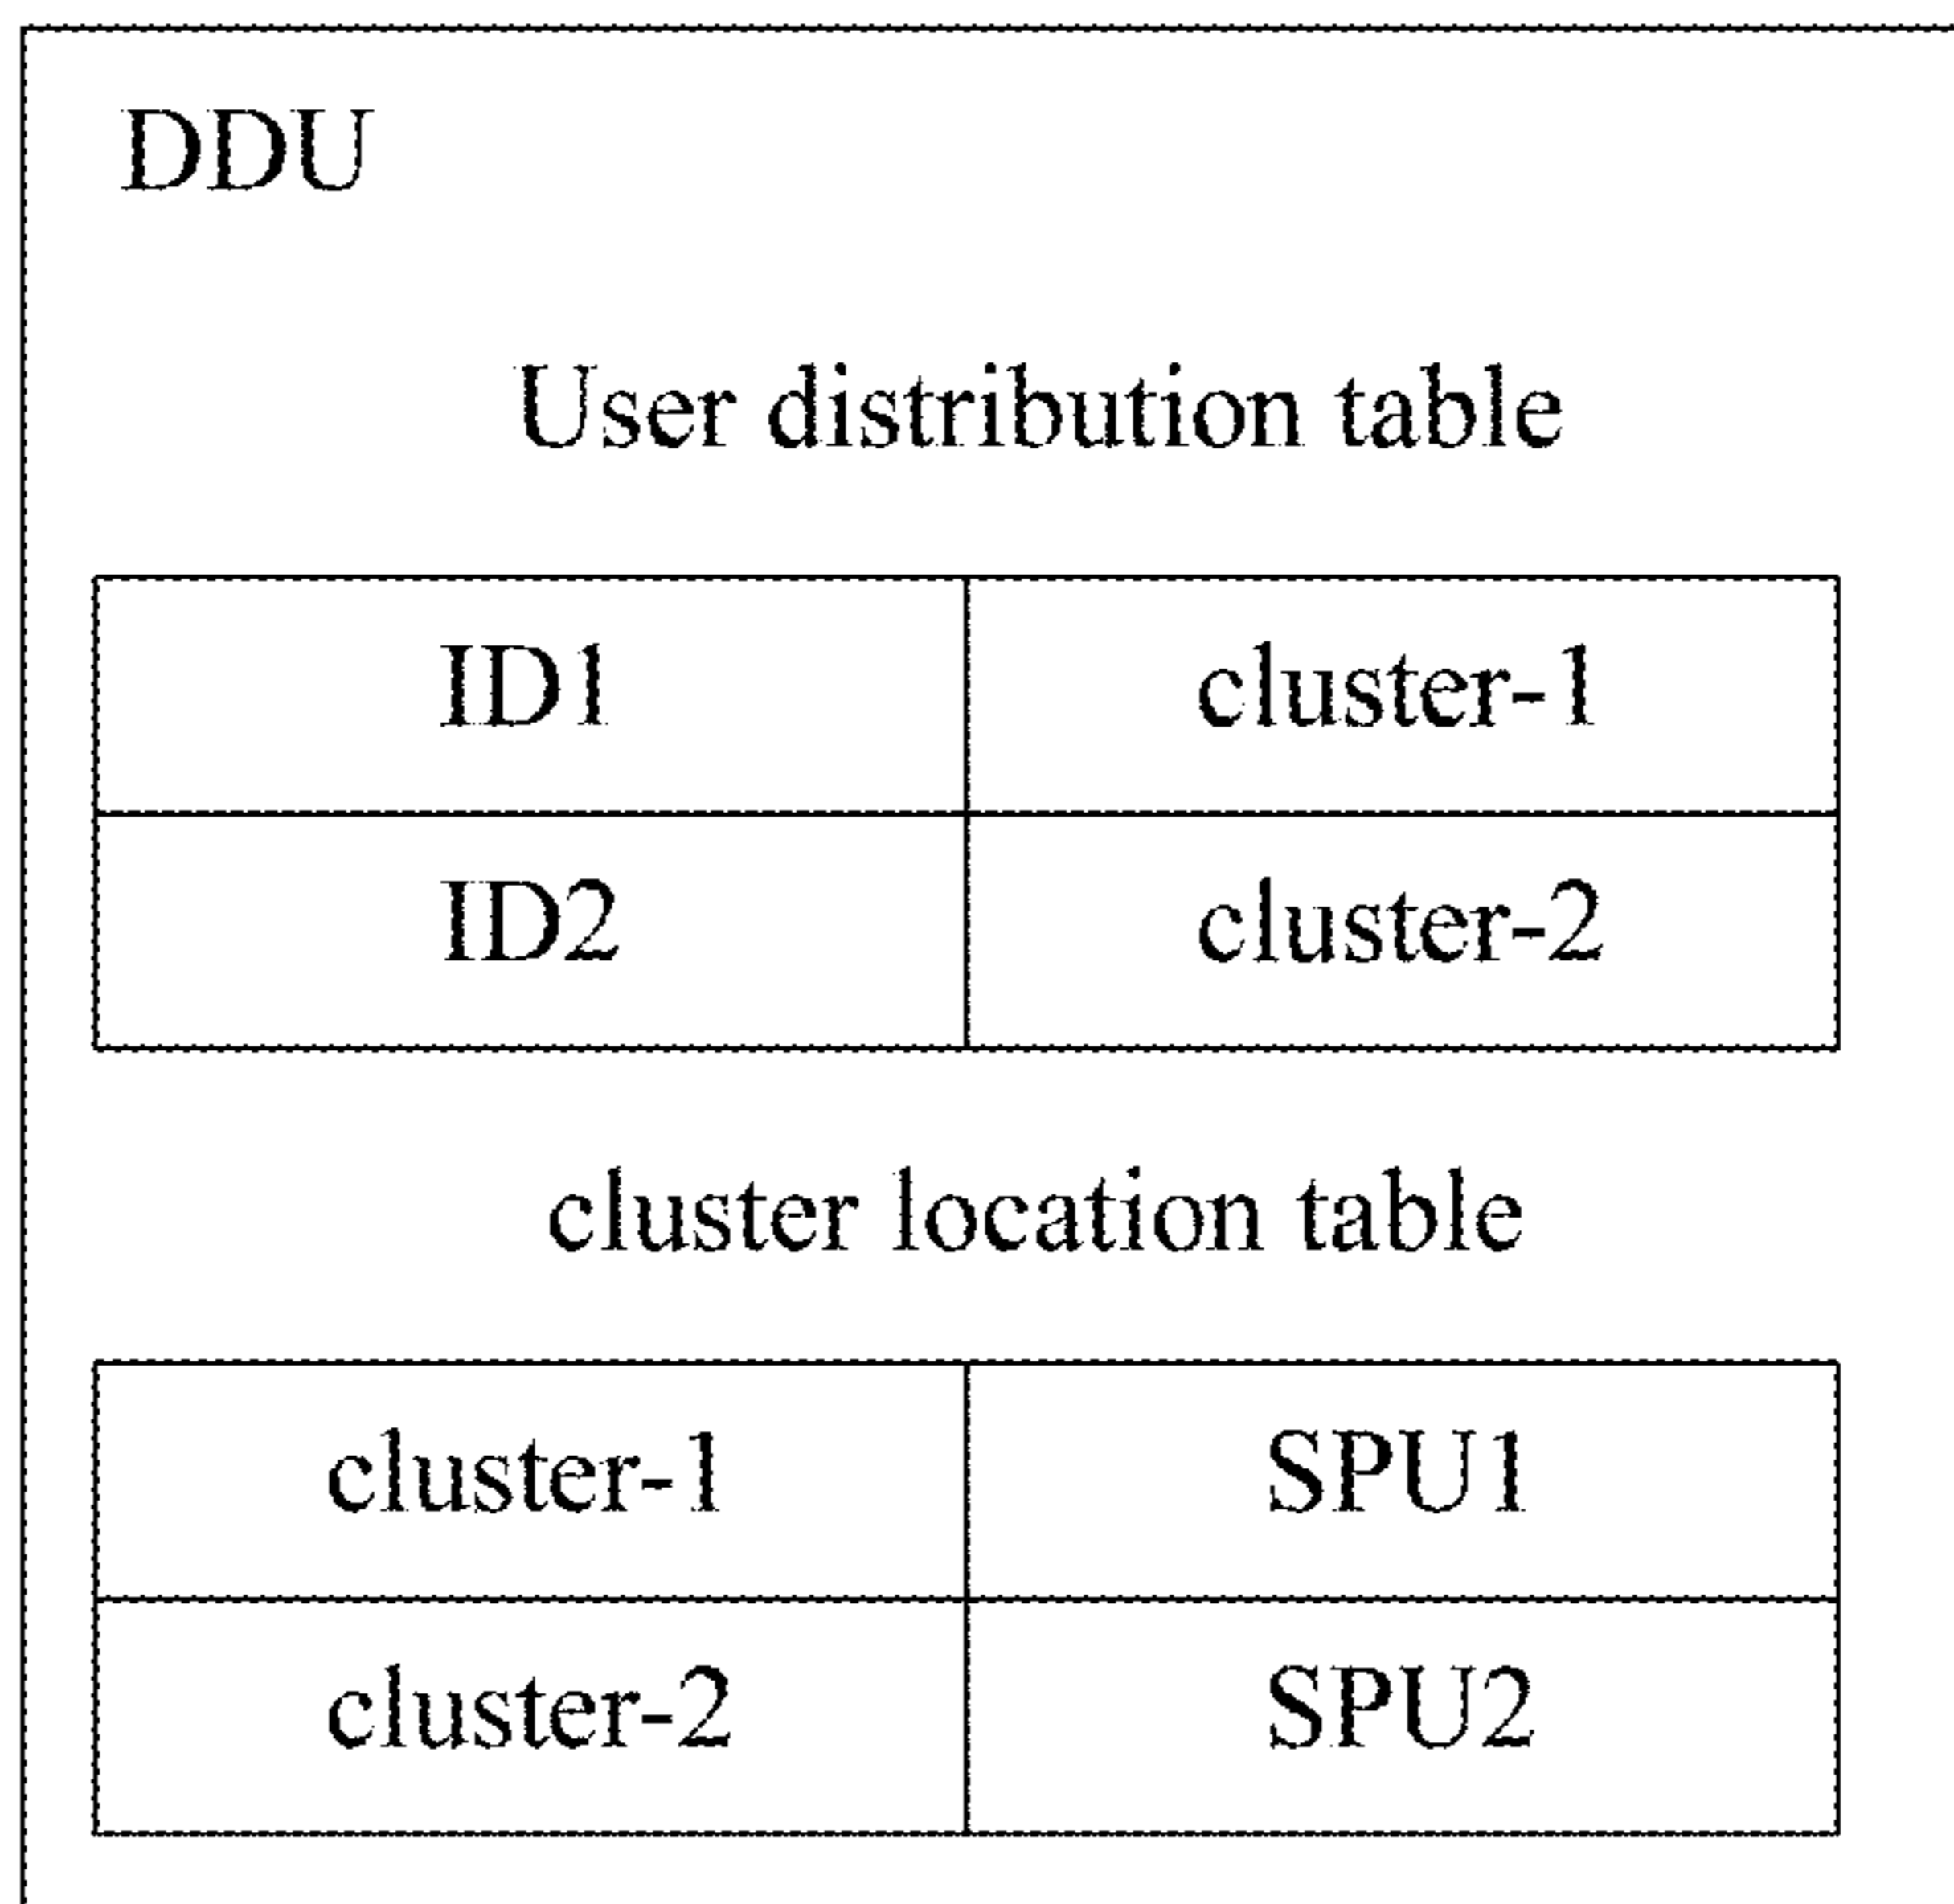 DDU
User distribution table
ID1 cluster-1
ID2 cluster-2
cluster location table
cluster-1 SPU1
cluster-2 SPU2